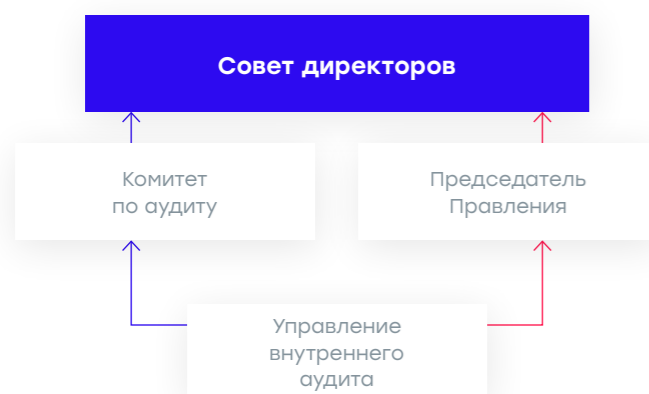 Совет директоров
Комитет
по аудиту
Председатель
Правления
Управление
внутреннего
аудита